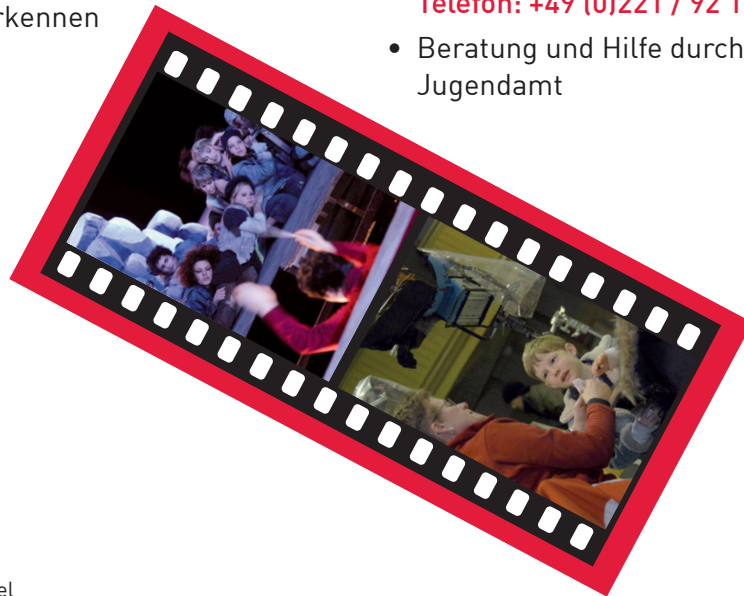 rkennen
Telefon: +49 (0)221 / 92 1
• Beratung und Hilfe durch
Jugendamt
el